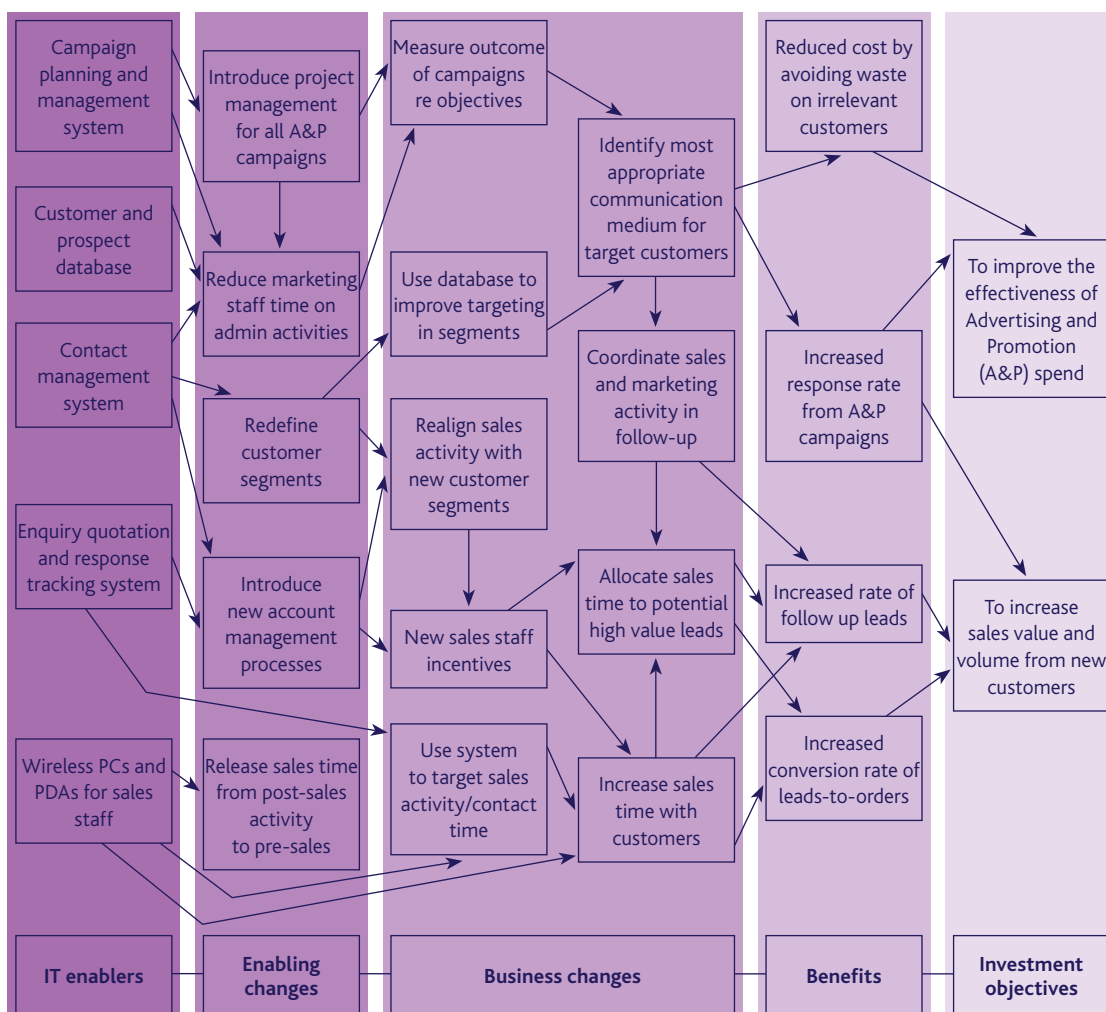 Campaign
planning and
management
system
Customer and
prospect
database
Contact
management
system
Enquiry quotation
and response
tracking system
Wireless PCs and
PDAs for sales
staff
Introduce project
management
for all A&P
campaigns
Reduce marketing
staff time on
admin activities
Redefine
customer
segments
Introduce
new account
management
processes
Release sales time
from post-sales
activity
to pre-sales
Measure outcome
of campaigns
re objectives
Use database to
improve targeting
in segments
Realign sales
activity with
new customer
segments
New sales staff
incentives
Use system
to target sales
activity/contact
time
Identify most
appropriate
communication
medium for
target customers
Coordinate sales
and marketing
activity in
follow-up
Allocate sales
time to potential
high value leads
Increase sales
time with
customers
Reduced cost by
avoiding waste
on irrelevant
customers
Increased
response rate
from A&P
campaigns
Increased rate of
follow up leads
Increased
conversion rate of
leads-to-orders
To improve the
effectiveness of
Advertising and
Promotion
(A&P) spend
To increase
sales value and
volume from new
customers
IT enablers
Enabling
changes
Business changes
Benefits
Investment
objectives